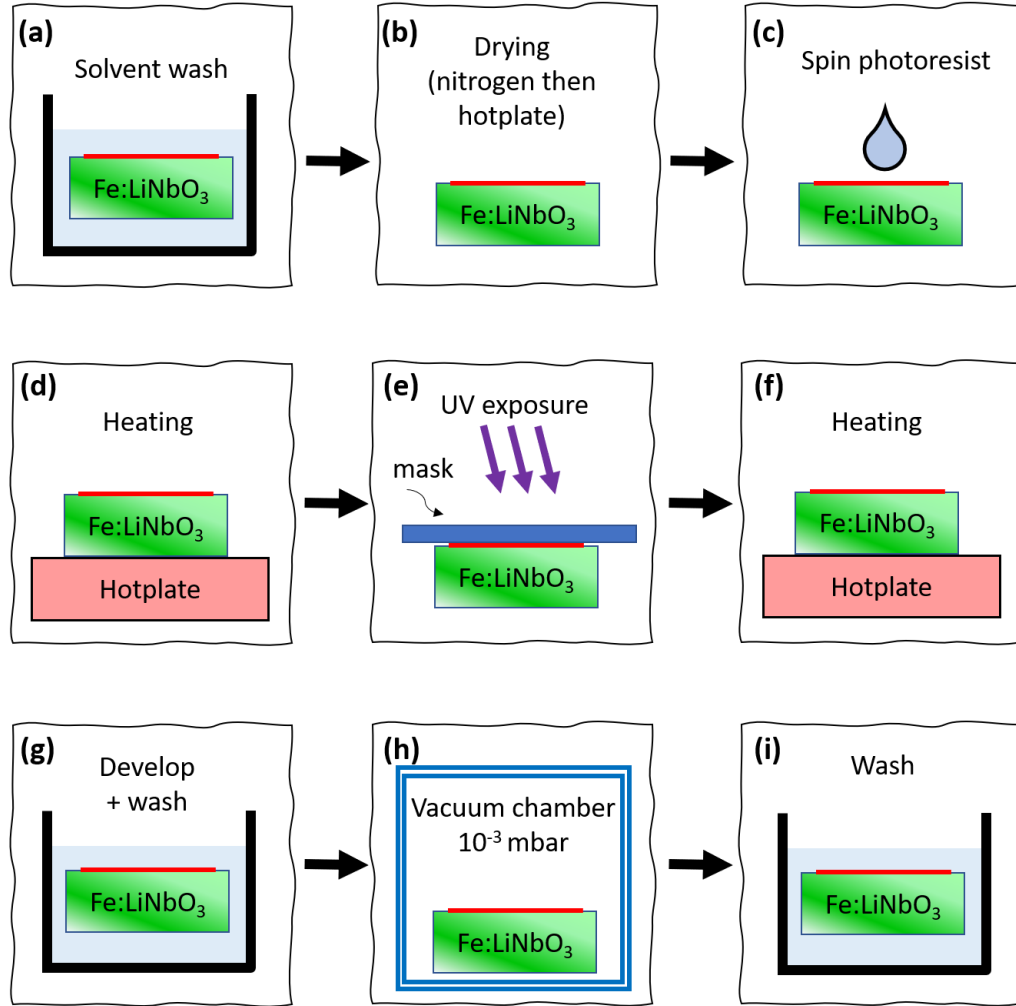 (a)
Solvent wash
Fe:LiNbO₃
(b)
Drying
(nitrogen then
hotplate)
Fe:LiNbO₃
(c)
Spin photoresist
Fe:LiNbO₃
(d)
Heating
Fe:LiNbO₃
Hotplate
(e)
UV exposure
mask
Fe:LiNbO₃
(f)
Heating
Fe:LiNbO₃
Hotplate
(g)
Develop
+ wash
Fe:LiNbO₃
(h)
Vacuum chamber
10⁻³ mbar
Fe:LiNbO₃
(i)
Wash
Fe:LiNbO₃